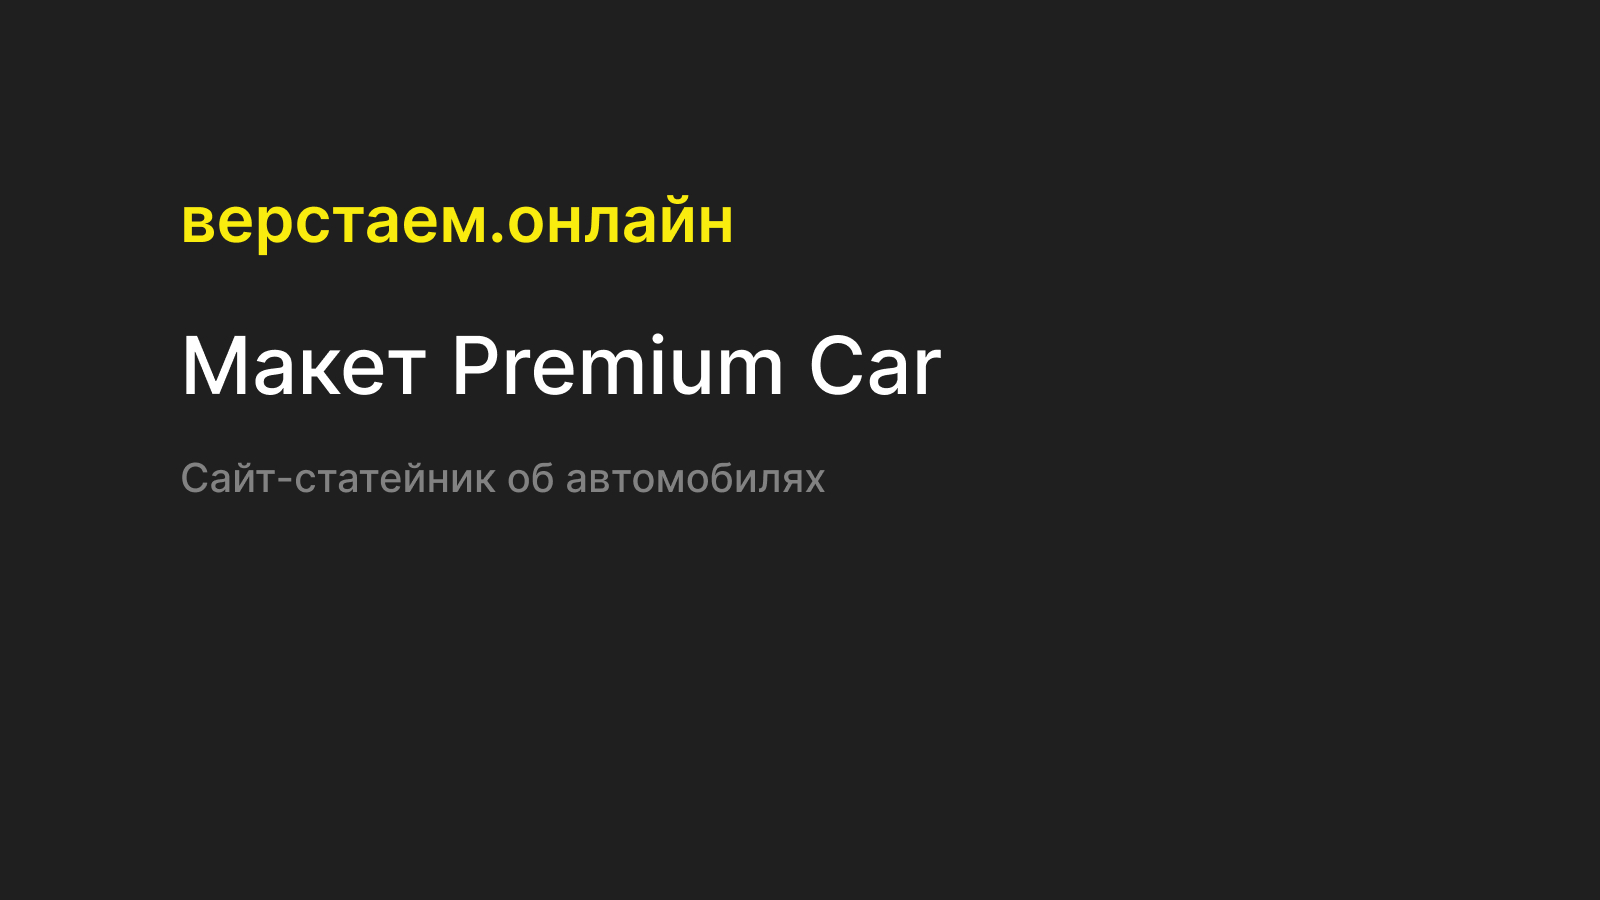 верстаем.онлайн
Макет Premium Car
Сайт-статейник об автомобилях